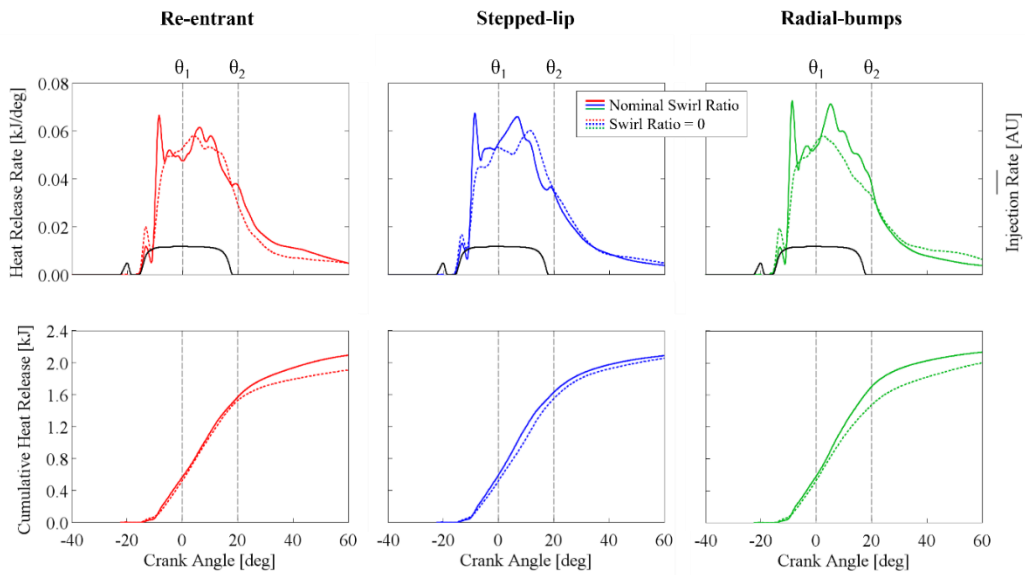 Re-entrant
Stepped-lip
Radial-bumps
θ1 θ2
θ1 θ2
θ1 θ2
Heat Release Rate [kJ/deg]
0.08
0.06
0.04
0.02
0.00
Nominal Swirl Ratio
Swirl Ratio = 0
Injection Rate [AU]
Cumulative Heat Release [kJ]
2.4
2.0
1.6
1.2
0.8
0.4
0.0
-40 -20 0 20 40 60
-40 -20 0 20 40 60
-40 -20 0 20 40 60
Crank Angle [deg]
Crank Angle [deg]
Crank Angle [deg]